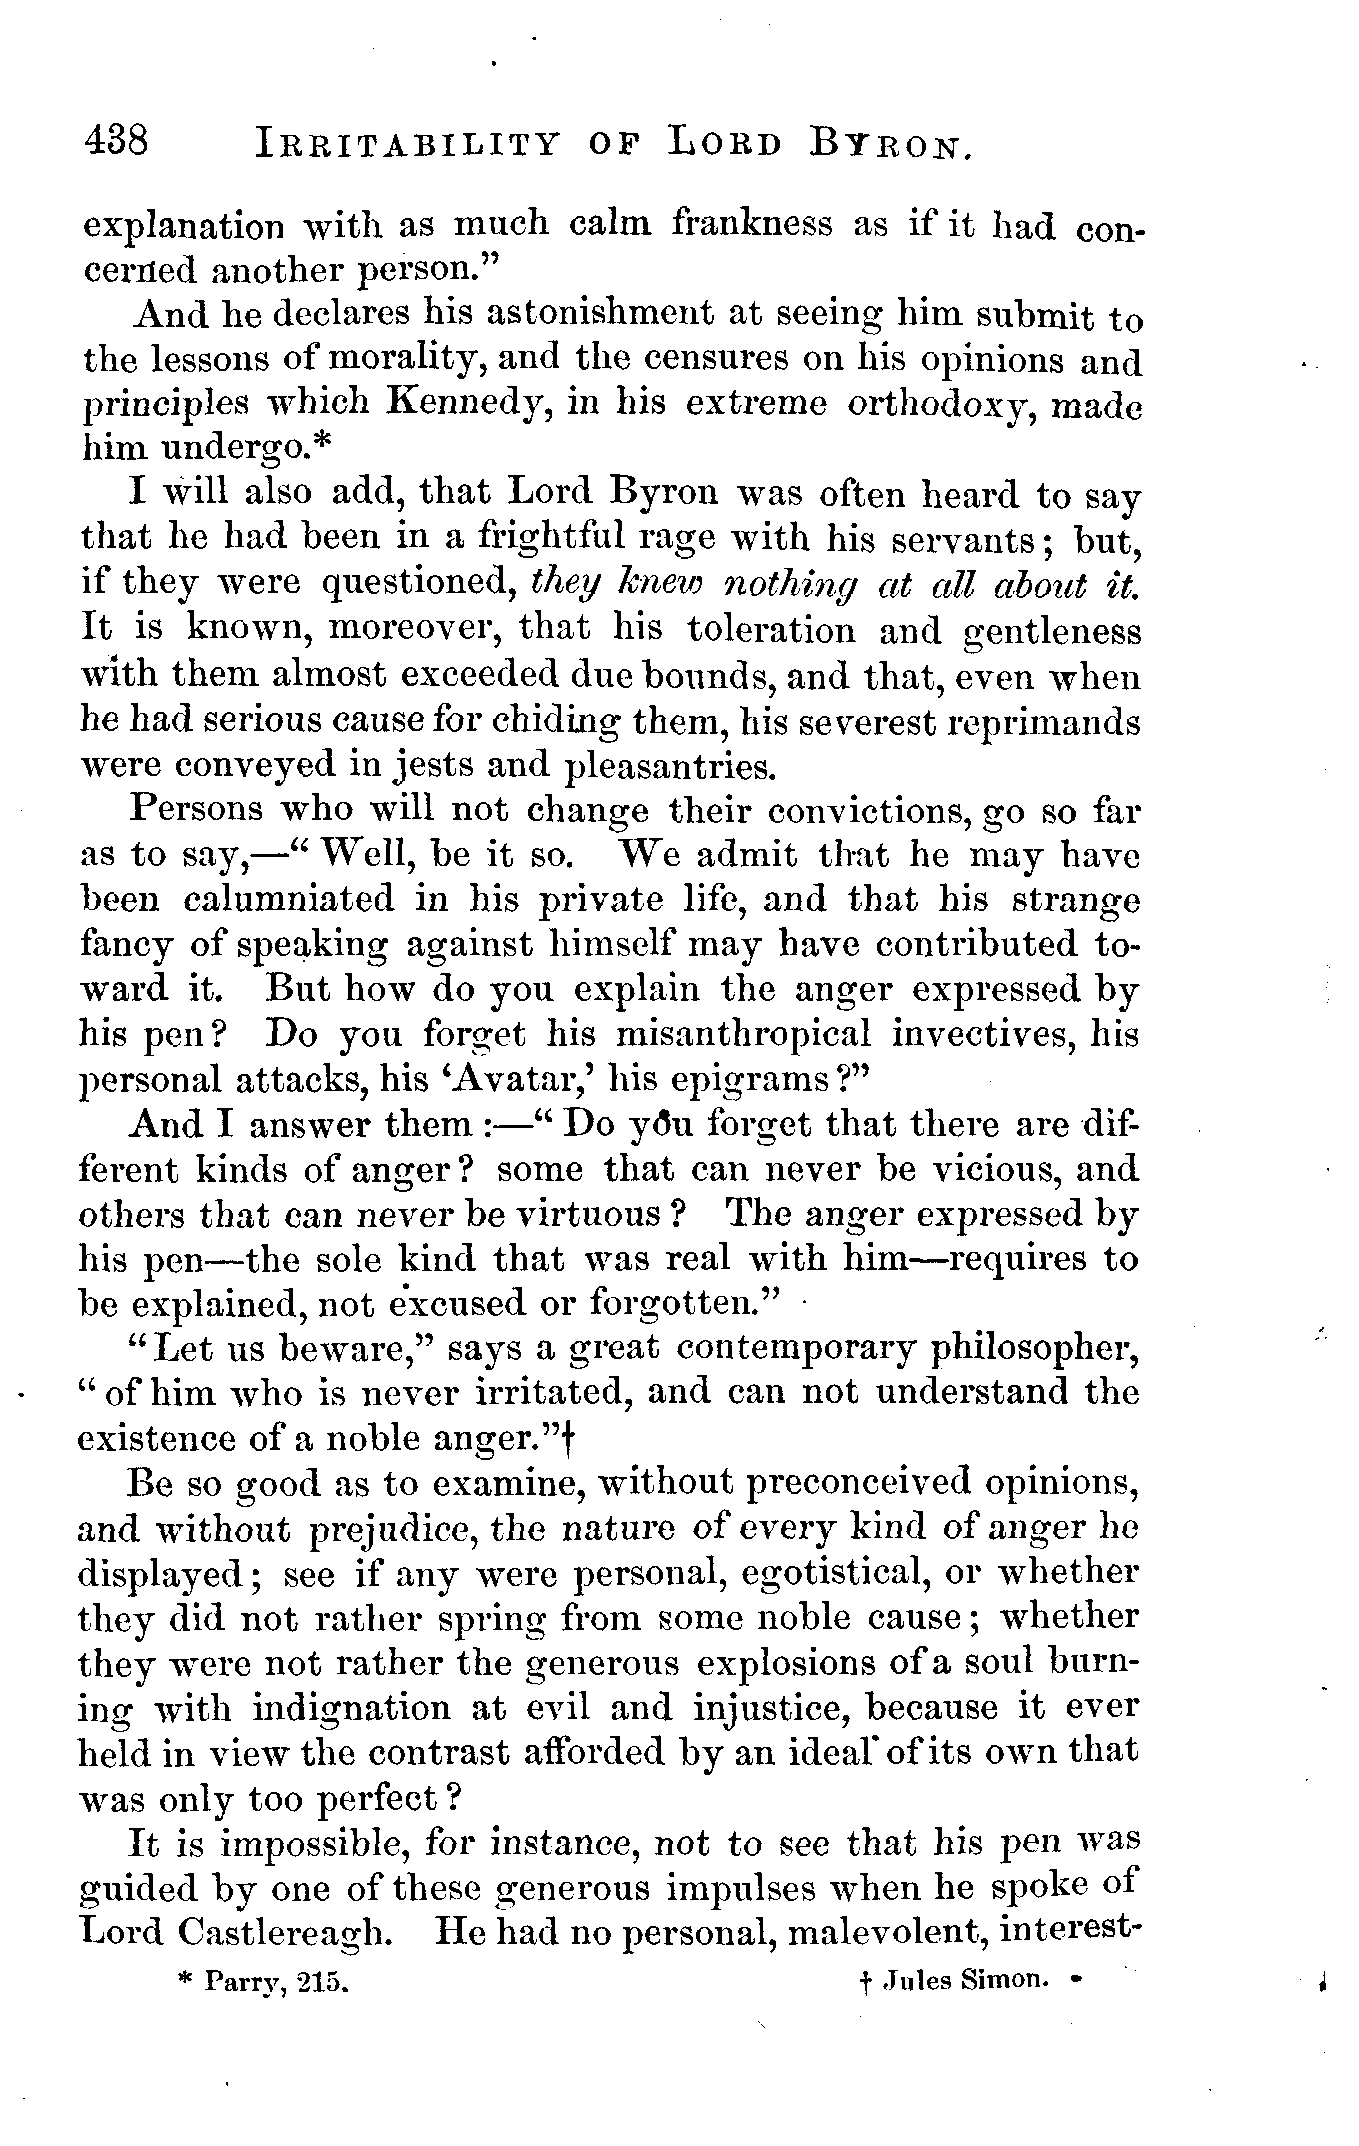 438 IRRITABILITY OF LORD BYRON.
explanation with as much calm frankness as if it had con-
cerned another person."
And he declares his astonishment at seeing him submit to
the lessons of morality, and the censures on his opinions and
principles which Kennedy, in his extreme orthodoxy, made
him undergo.*
I will also add, that Lord Byron was often heard to say
that he had been in a frightful rage with his servants; but,
if they were questioned, they knew nothing at all about it.
It is known, moreover, that his toleration and gentleness
with them almost exceeded due bounds, and that, even when
he had serious cause for chiding them, his severest reprimands
were conveyed in jests and pleasantries.
Persons who will not change their convictions, go so far
as to say,—"Well, be it so. We admit that he may have
been calumniated in his private life, and that his strange
fancy of speaking against himself may have contributed to-
ward it. But how do you explain the anger expressed by
his pen? Do you forget his misanthropical invectives, his
personal attacks, his 'Avatar,' his epigrams?"
And I answer them:—"Do you forget that there are dif-
ferent kinds of anger? some that can never be vicious, and
others that can never be virtuous? The anger expressed by
his pen—the sole kind that was real with him—requires to
be explained, not excused or forgotten."
"Let us beware," says a great contemporary philosopher,
"of him who is never irritated, and can not understand the
existence of a noble anger."†
Be so good as to examine, without preconceived opinions,
and without prejudice, the nature of every kind of anger he
displayed; see if any were personal, egotistical, or whether
they did not rather spring from some noble cause; whether
they were not rather the generous explosions of a soul burn-
ing with indignation at evil and injustice, because it ever
held in view the contrast afforded by an ideal of its own that
was only too perfect?
It is impossible, for instance, not to see that his pen was
guided by one of these generous impulses when he spoke of
Lord Castlereagh. He had no personal, malevolent, interest-
* Parry, 215. † Jules Simon.